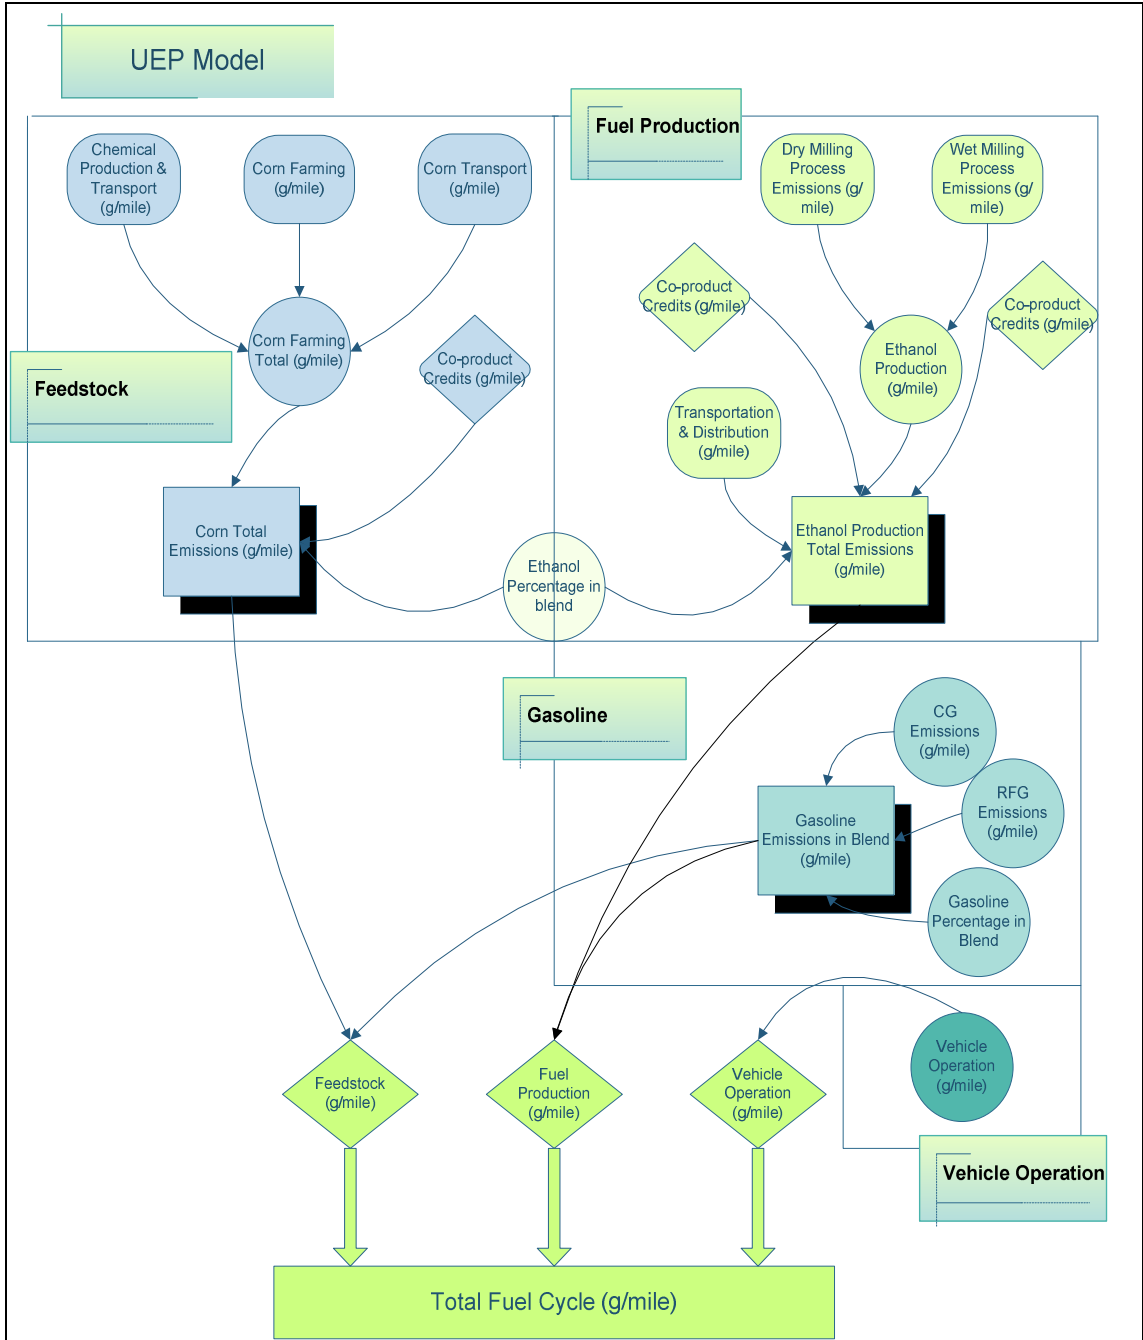 UEP Model
Fuel Production
Chemical
Production &
Transport
(g/mile)
Corn Farming
(g/mile)
Corn Transport
(g/mile)
Dry Milling
Process
Emissions (g/
mile)
Wet Milling
Process
Emissions (g/
mile)
Co-product
Credits (g/mile)
Co-product
Credits (g/mile)
Corn Farming
Total (g/mile)
Co-product
Credits (g/mile)
Ethanol
Production
(g/mile)
Feedstock
Transportation
& Distribution
(g/mile)
Corn Total
Emissions (g/mile)
Ethanol
Percentage in
blend
Ethanol Production
Total Emissions
(g/mile)
Gasoline
CG
Emissions
(g/mile)
RFG
Emissions
(g/mile)
Gasoline
Emissions in Blend
(g/mile)
Gasoline
Percentage in
Blend
Feedstock
(g/mile)
Fuel
Production
(g/mile)
Vehicle
Operation
(g/mile)
Vehicle
Operation
(g/mile)
Vehicle Operation
Total Fuel Cycle (g/mile)